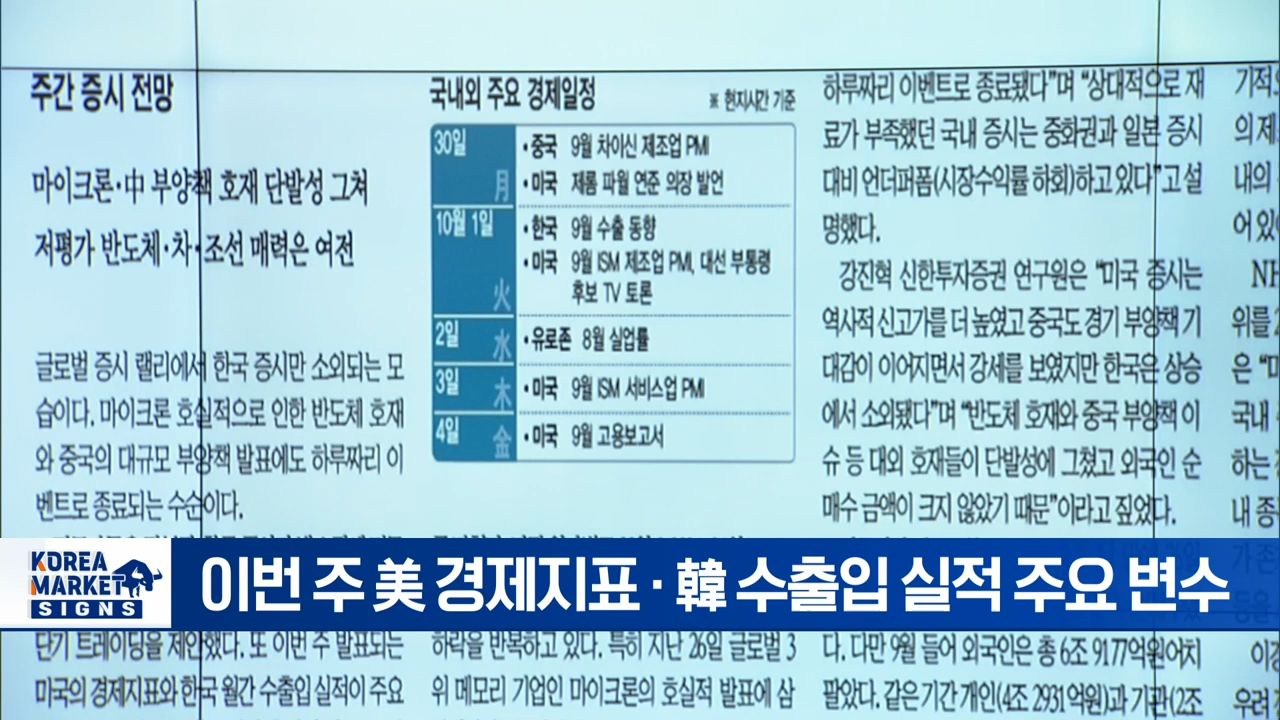 주간 증시 전망
마이크론·中 부양책 호재 단발성 그쳐
저평가 반도체·차·조선 매력은 여전
글로벌 증시 랠리에서 한국 증시만 소외되는 모
습이다. 마이크론 호실적으로 인한 반도체 호재
와 중국의 대규모 부양책 발표에도 하루짜리 이
벤트로 종료되는 수순이다.
단기 트레이딩을 제안했다. 또 이번 주 발표되는
미국의 경제지표와 한국 월간 수출입 실적이 주요
국내외 주요 경제일정
※ 현지시간 기준
30일 月
•중국 9월 차이신 제조업 PMI
•미국 제롬 파월 연준 의장 발언
10월 1일 火
•한국 9월 수출 동향
•미국 9월 ISM 제조업 PMI, 대선 부통령
후보 TV 토론
2일 水
•유로존 8월 실업률
3일 木
•미국 9월 ISM 서비스업 PMI
4일 金
•미국 9월 고용보고서
하락을 반복하고 있다. 특히 지난 26일 글로벌 3
위 메모리 기업인 마이크론의 호실적 발표에 삼
하루짜리 이벤트로 종료됐다”며 “상대적으로 재
료가 부족했던 국내 증시는 중화권과 일본 증시
대비 언더퍼폼(시장수익률 하회)하고 있다”고 설
명했다.
강진혁 신한투자증권 연구원은 “미국 증시는
역사적 신고가를 더 높였고 중국도 경기 부양책 기
대감이 이어지면서 강세를 보였지만 한국은 상승
에서 소외됐다”며 “반도체 호재와 중국 부양책 이
슈 등 대외 호재들이 단발성에 그쳤고 외국인 순
매수 금액이 크지 않았기 때문”이라고 짚었다.
다. 다만 9월 들어 외국인은 총 6조 9177억원어치
팔았다. 같은 기간 개인(4조 2931억원)과 기관(2조
기적
의 제
내의
어 있
NH
위를
은 “
국내
하는
내 종
이경
우려
KOREA
MARKET
SIGNS
이번 주 美 경제지표·韓 수출입 실적 주요 변수